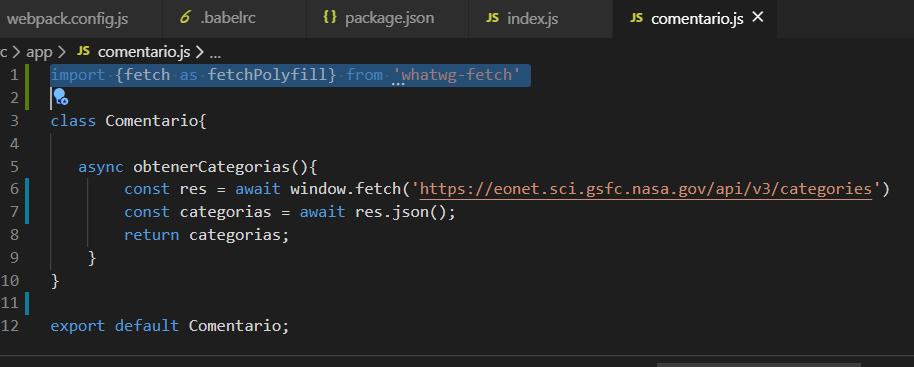 webpack.config.js .babelrc {} package.json JS index.js JS comentario.js ×
c > app > JS comentario.js > ...
1 import {fetch as fetchPolyfill} from 'whatwg-fetch'
2
3 class Comentario{
4
5 async obtenerCategorias(){
6 const res = await window.fetch('https://eonet.sci.gsfc.nasa.gov/api/v3/categories')
7 const categorias = await res.json();
8 return categorias;
9 }
10 }
11
12 export default Comentario;